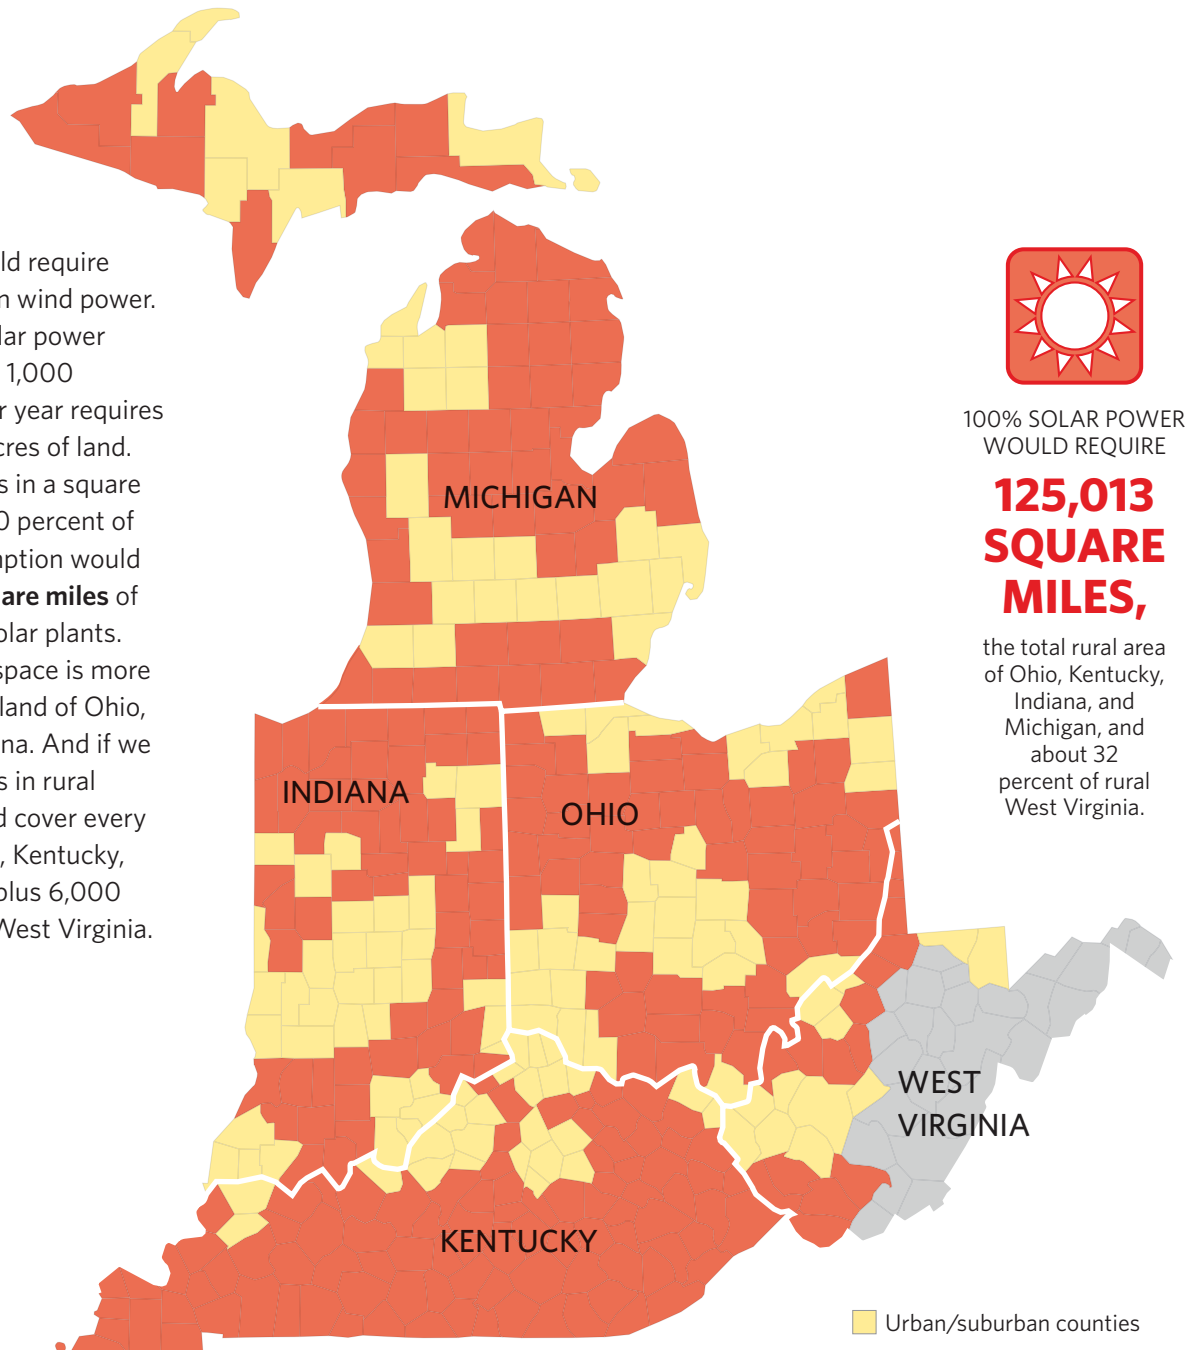 ld require
n wind power.
lar power
1,000
r year requires
cres of land.
s in a square
0 percent of
ption would
are miles of
olar plants.
space is more
land of Ohio,
na. And if we
s in rural
d cover every
, Kentucky,
plus 6,000
West Virginia.
MICHIGAN
INDIANA
OHIO
WEST
VIRGINIA
KENTUCKY
100% SOLAR POWER
WOULD REQUIRE
125,013
SQUARE
MILES,
the total rural area
of Ohio, Kentucky,
Indiana, and
Michigan, and
about 32
percent of rural
West Virginia.
Urban/suburban counties